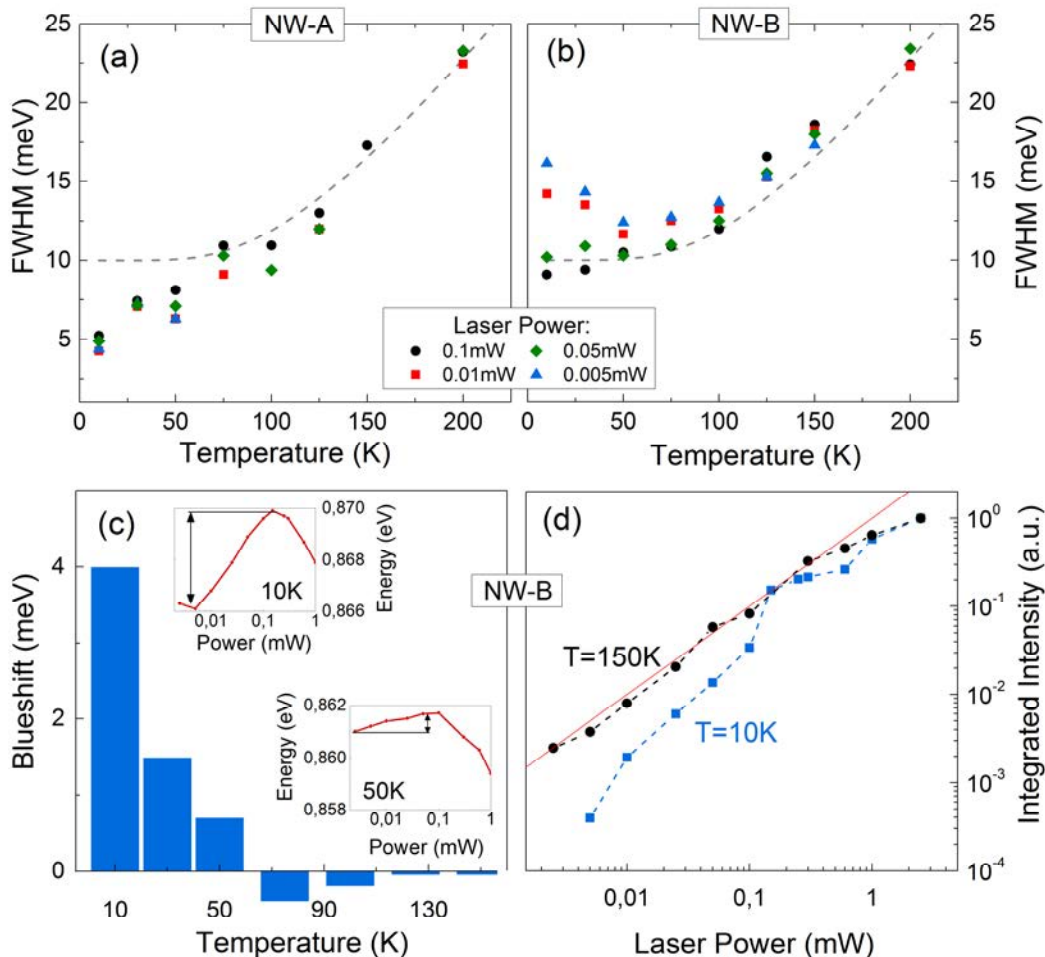 NW-A
NW-B
(a)
(b)
25
20
15
10
5
FWHM (meV)
25
20
15
10
5
FWHM (meV)
Laser Power:
0.1mW 0.05mW
0.01mW 0.005mW
0 50 100 150 200
0 50 100 150 200
Temperature (K)
Temperature (K)
(c)
4
2
0
Blueshift (meV)
0,870
0,868
0,866
Energy (eV)
10K
0,01 0,1 1
Power (mW)
0,862
0,860
0,858
Energy (eV)
50K
0,01 0,1 1
Power (mW)
10 50 90 130
Temperature (K)
NW-B
(d)
T=150K
T=10K
10^0
10^-1
10^-2
10^-3
10^-4
Integrated Intensity (a.u.)
0,01 0,1 1
Laser Power (mW)